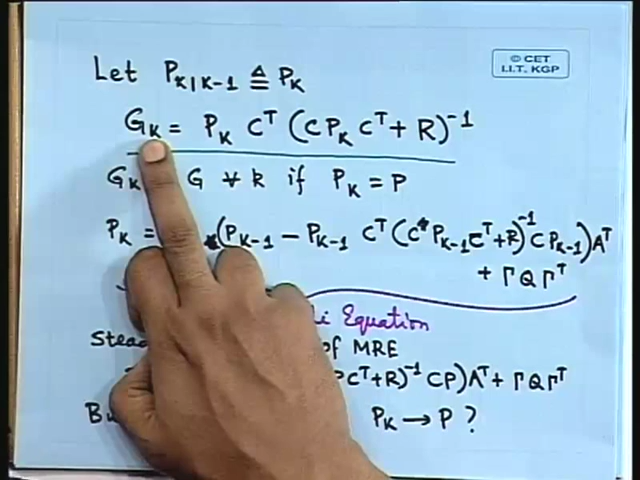 Let P_{K|K-1} ≜ P_K
© CET
I.I.T. KGP
G_K = P_K C^T (C P_K C^T + R)^{-1}
G_K G ∀ k if P_K = P
P_K = (P_{K-1} − P_{K-1} C^T (C P_{K-1} C^T + R)^{-1} C P_{K-1}) A^T
+ Γ Q Γ^T
Equation
of MRE
C^T + R)^{-1} C P) A^T + Γ Q Γ^T
P_K → P ?